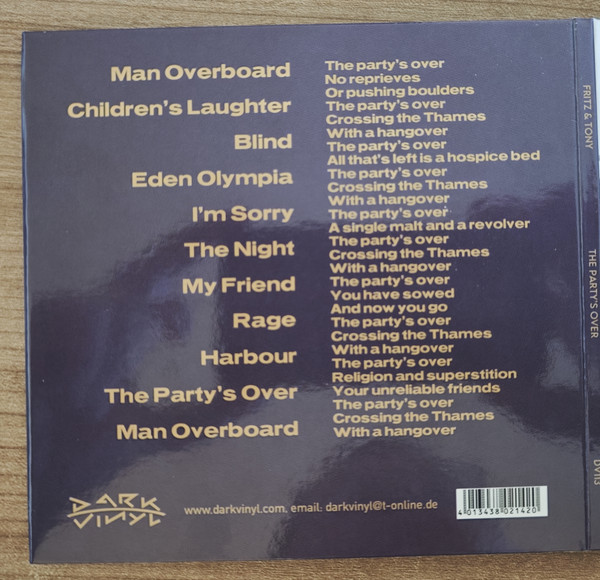 Man Overboard
Children's Laughter
Blind
Eden Olympia
I'm Sorry
The Night
My Friend
Rage
Harbour
The Party's Over
Man Overboard
The party's over
No reprieves
Or pushing boulders
The party's over
Crossing the Thames
With a hangover
The party's over
All that's left is a hospice bed
The party's over
Crossing the Thames
With a hangover
The party's over
A single malt and a revolver
The party's over
Crossing the Thames
With a hangover
The party's over
You have sowed
And now you go
The party's over
Crossing the Thames
With a hangover
The party's over
Religion and superstition
Your unreliable friends
The party's over
Crossing the Thames
With a hangover
DARK
VINYL
www.darkvinyl.com, email: darkvinyl@t-online.de
4 013438 021420
FRITZ & TONY
THE PARTY'S OVER